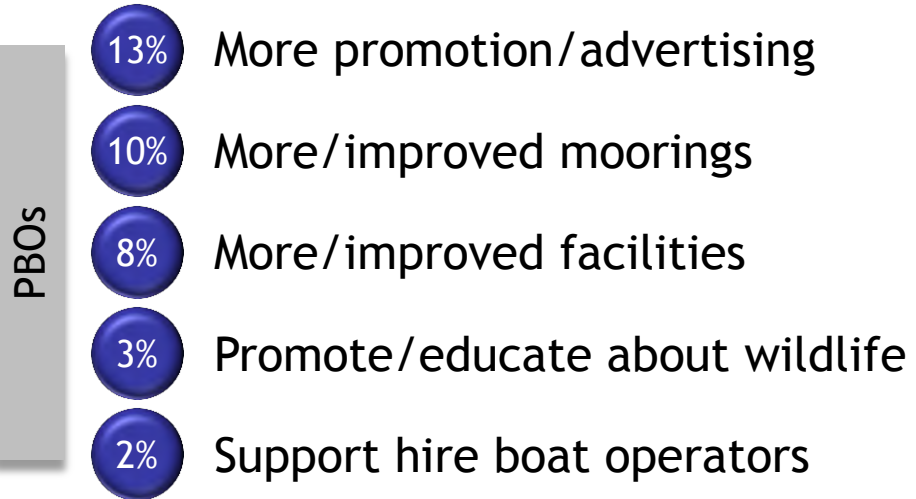 PBOs
13% More promotion/advertising
10% More/improved moorings
8% More/improved facilities
3% Promote/educate about wildlife
2% Support hire boat operators